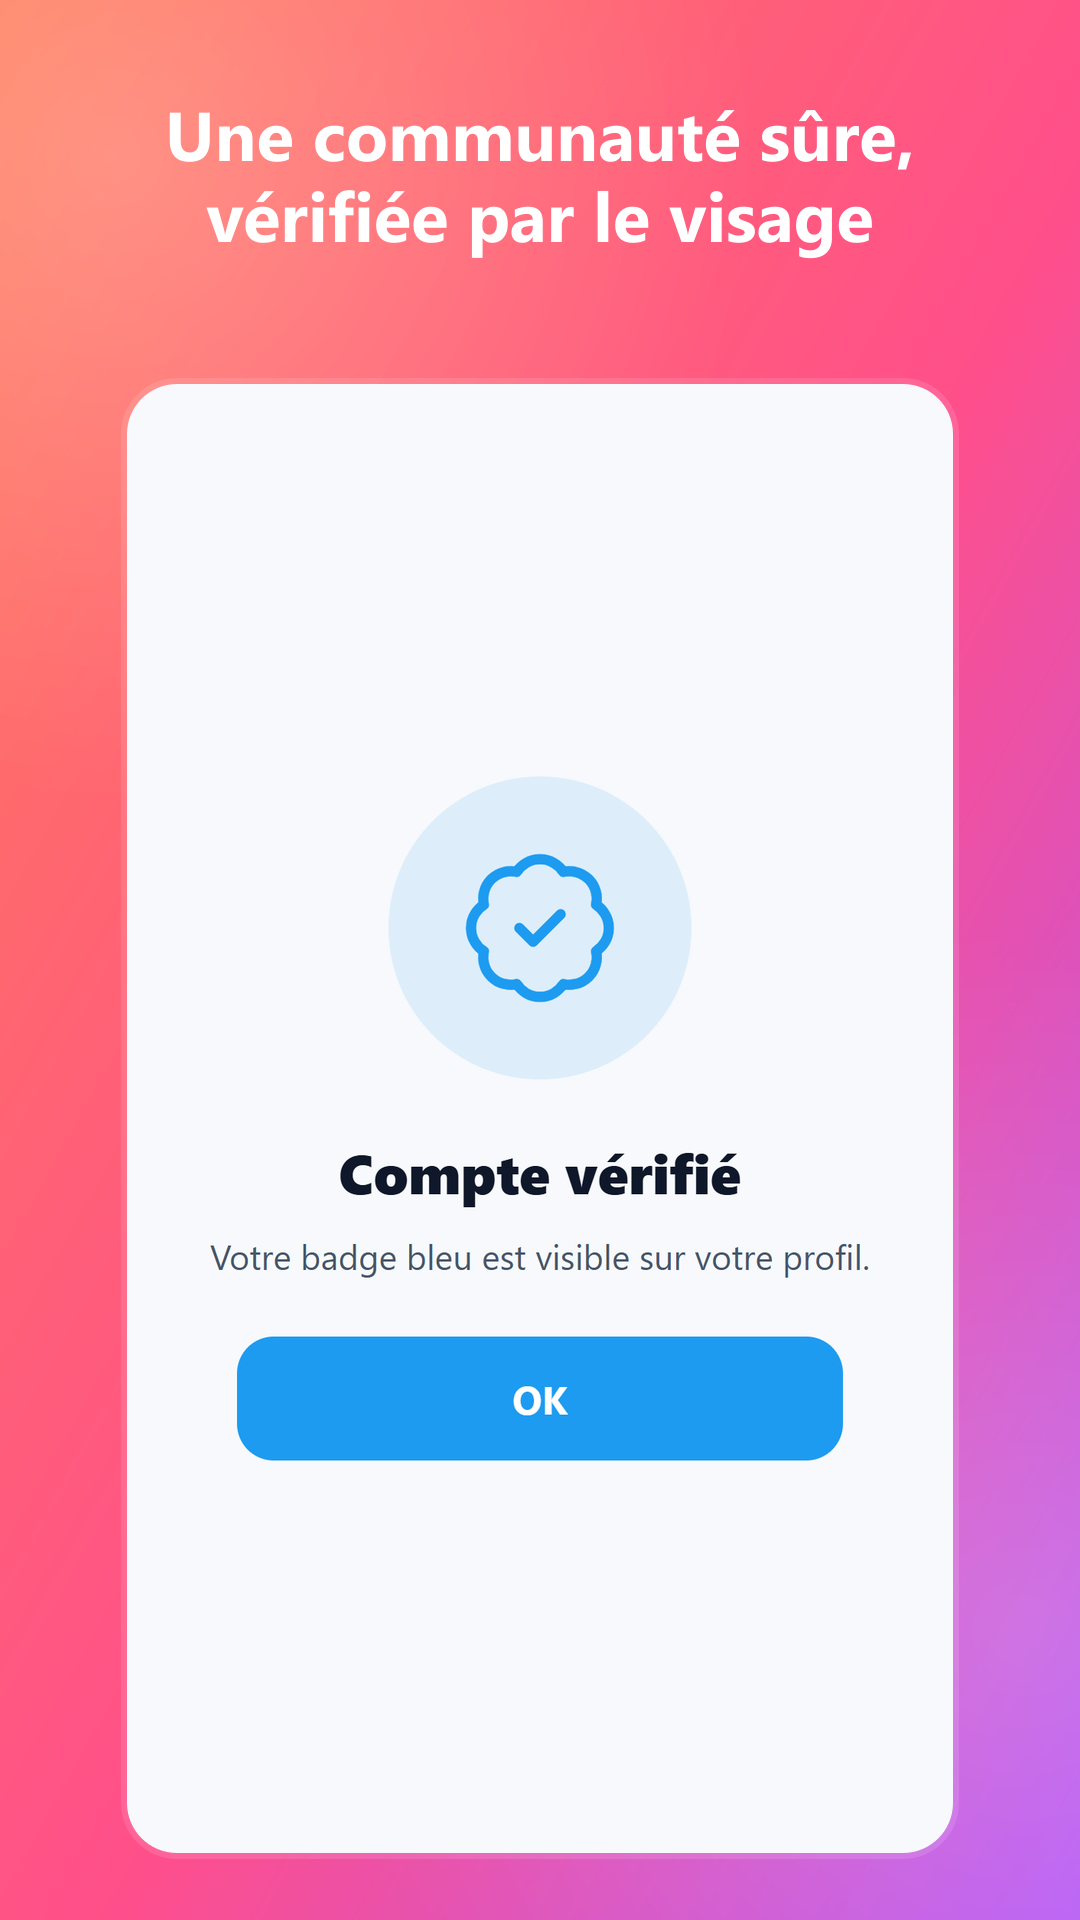 Une communauté sûre,
vérifiée par le visage
Compte vérifié
Votre badge bleu est visible sur votre profil.
OK